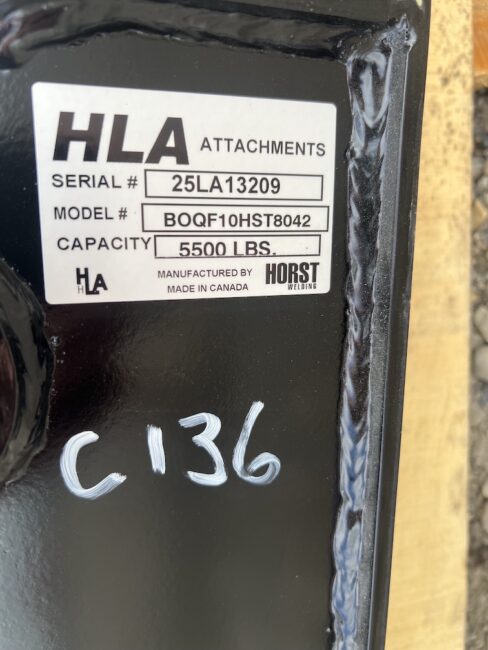 HLA ATTACHMENTS
SERIAL # 25LA13209
MODEL # BOQF10HST8042
CAPACITY 5500 LBS.
HLA MANUFACTURED BY HORST
MADE IN CANADA WELDING
C136